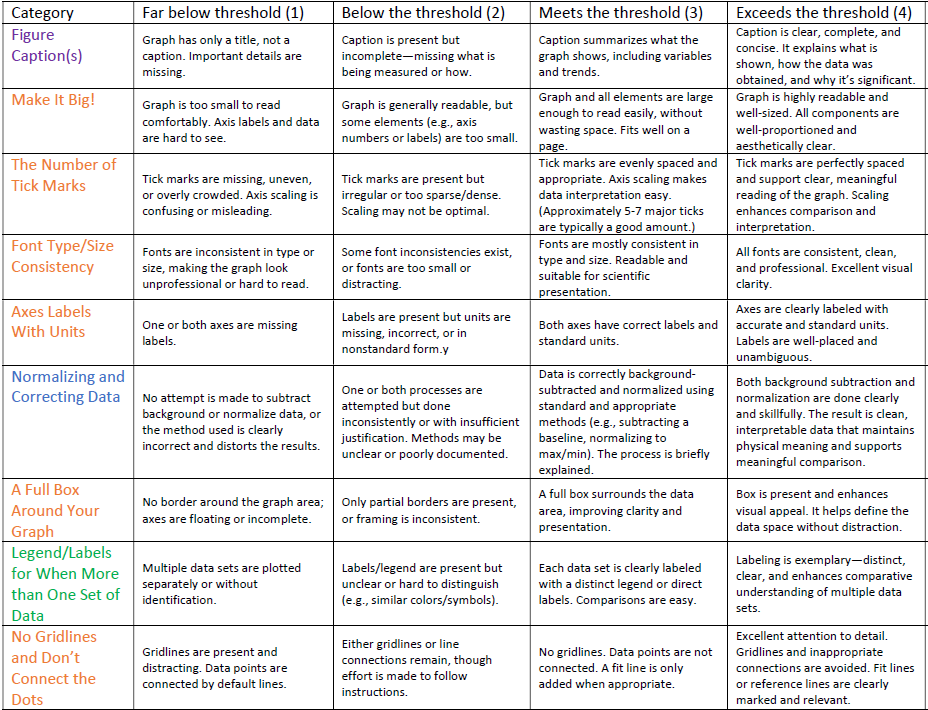 Category
Far below threshold (1)
Below the threshold (2)
Meets the threshold (3)
Exceeds the threshold (4)
Figure
Caption(s)
Graph has only a title, not a
caption. Important details are
missing.
Caption is present but
incomplete—missing what is
being measured or how.
Caption summarizes what the
graph shows, including variables
and trends.
Caption is clear, complete, and
concise. It explains what is
shown, how the data was
obtained, and why it's significant.
Make It Big!
Graph is too small to read
comfortably. Axis labels and data
are hard to see.
Graph is generally readable, but
some elements (e.g., axis
numbers or labels) are too small.
Graph and all elements are large
enough to read easily, without
wasting space. Fits well on a
page.
Graph is highly readable and
well-sized. All components are
well-proportioned and
aesthetically clear.
The Number of
Tick Marks
Tick marks are missing, uneven,
or overly crowded. Axis scaling is
confusing or misleading.
Tick marks are present but
irregular or too sparse/dense.
Scaling may not be optimal.
Tick marks are evenly spaced and
appropriate. Axis scaling makes
data interpretation easy.
(Approximately 5-7 major ticks
are typically a good amount.)
Tick marks are perfectly spaced
and support clear, meaningful
reading of the graph. Scaling
enhances comparison and
interpretation.
Font Type/Size
Consistency
Fonts are inconsistent in type or
size, making the graph look
unprofessional or hard to read.
Some font inconsistencies exist,
or fonts are too small or
distracting.
Fonts are mostly consistent in
type and size. Readable and
suitable for scientific
presentation.
All fonts are consistent, clean,
and professional. Excellent visual
clarity.
Axes Labels
With Units
One or both axes are missing
labels.
Labels are present but units are
missing, incorrect, or in
nonstandard form.y
Both axes have correct labels and
standard units.
Axes are clearly labeled with
accurate and standard units.
Labels are well-placed and
unambiguous.
Normalizing and
Correcting Data
No attempt is made to subtract
background or normalize data, or
the method used is clearly
incorrect and distorts the results.
One or both processes are
attempted but done
inconsistently or with insufficient
justification. Methods may be
unclear or poorly documented.
Data is correctly background-
subtracted and normalized using
standard and appropriate
methods (e.g., subtracting a
baseline, normalizing to
max/min). The process is briefly
explained.
Both background subtraction and
normalization are done clearly
and skillfully. The result is clean,
interpretable data that maintains
physical meaning and supports
meaningful comparison.
A Full Box
Around Your
Graph
No border around the graph area;
axes are floating or incomplete.
Only partial borders are present,
or framing is inconsistent.
A full box surrounds the data
area, improving clarity and
presentation.
Box is present and enhances
visual appeal. It helps define the
data space without distraction.
Legend/Labels
for When More
than One Set of
Data
Multiple data sets are plotted
separately or without
identification.
Labels/legend are present but
unclear or hard to distinguish
(e.g., similar colors/symbols).
Each data set is clearly labeled
with a distinct legend or direct
labels. Comparisons are easy.
Labeling is exemplary—distinct,
clear, and enhances comparative
understanding of multiple data
sets.
No Gridlines
and Don't
Connect the
Dots
Gridlines are present and
distracting. Data points are
connected by default lines.
Either gridlines or line
connections remain, though
effort is made to follow
instructions.
No gridlines. Data points are not
connected. A fit line is only
added when appropriate.
Excellent attention to detail.
Gridlines and inappropriate
connections are avoided. Fit lines
or reference lines are clearly
marked and relevant.